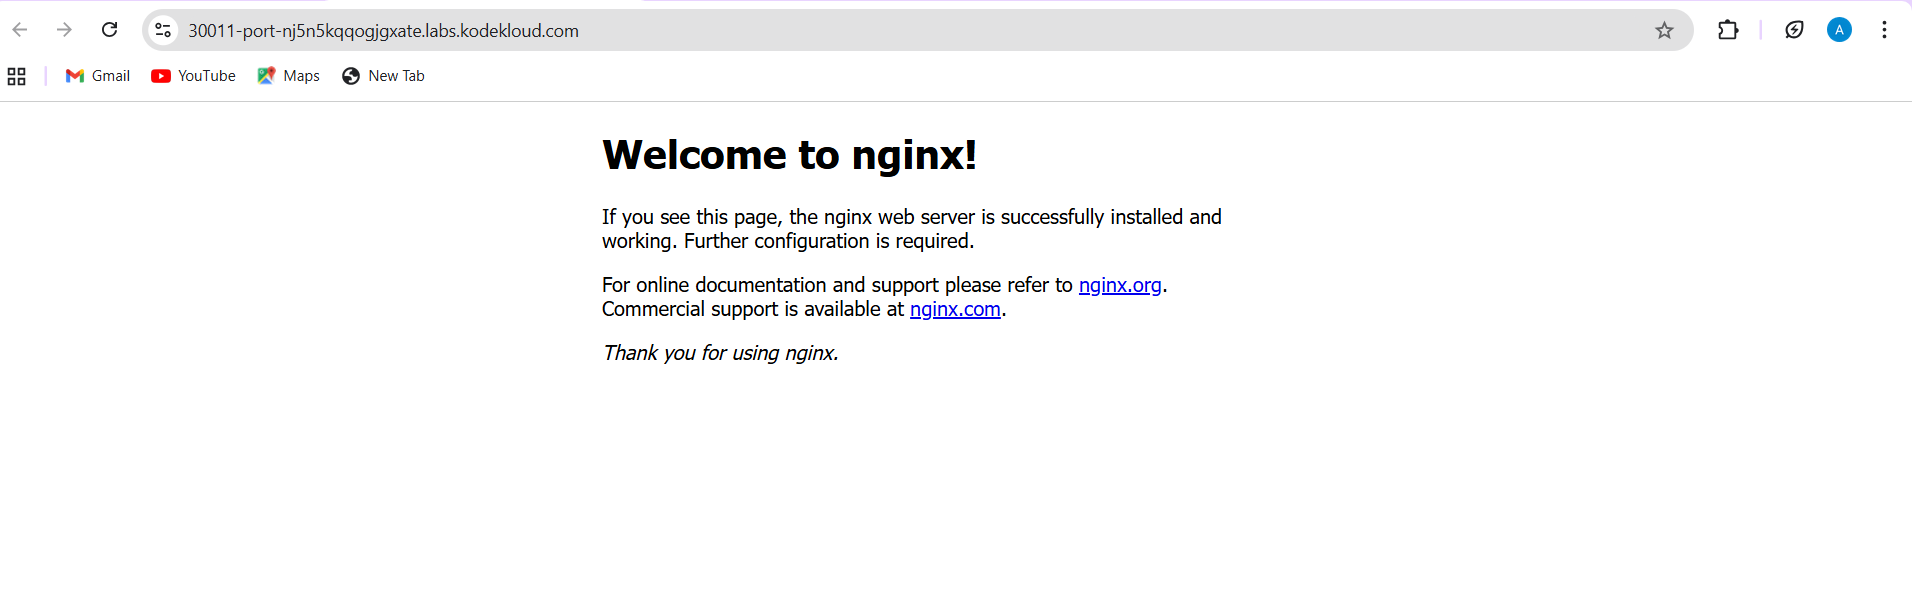 30011-port-nj5n5kqqogjgxate.labs.kodekloud.com
A
Gmail
YouTube
Maps
New Tab
Welcome to nginx!
If you see this page, the nginx web server is successfully installed and
working. Further configuration is required.
For online documentation and support please refer to nginx.org.
Commercial support is available at nginx.com.
Thank you for using nginx.